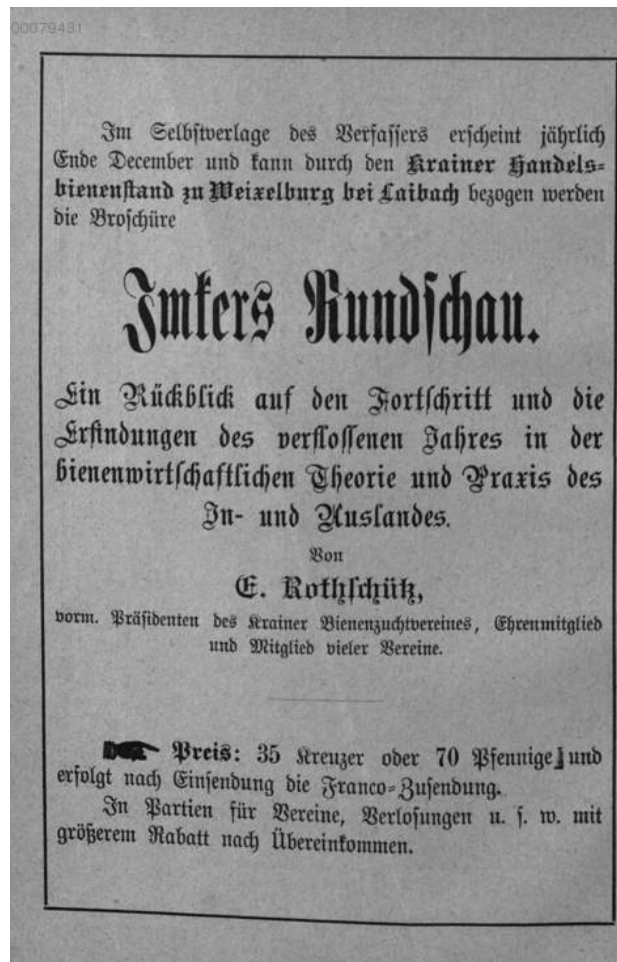 00079431
Im Selbstverlage des Verfassers erscheint jährlich
Ende December und kann durch den Krainer Handels-
bienenstand zu Weixelburg bei Laibach bezogen werden
die Broschüre
Imkers Rundschau.
Ein Rückblick auf den Fortschritt und die
Erfindungen des verflossenen Jahres in der
bienenwirtschaftlichen Theorie und Praxis des
In- und Auslandes.
Von
E. Rothschütz,
vorm. Präsidenten des Krainer Bienenzuchtvereines, Ehrenmitglied
und Mitglied vieler Vereine.
Preis: 35 Kreuzer oder 70 Pfennige und
erfolgt nach Einsendung die Franco-Zusendung.
In Partien für Vereine, Verlosungen u. s. w. mit
größerem Rabatt nach Übereinkommen.